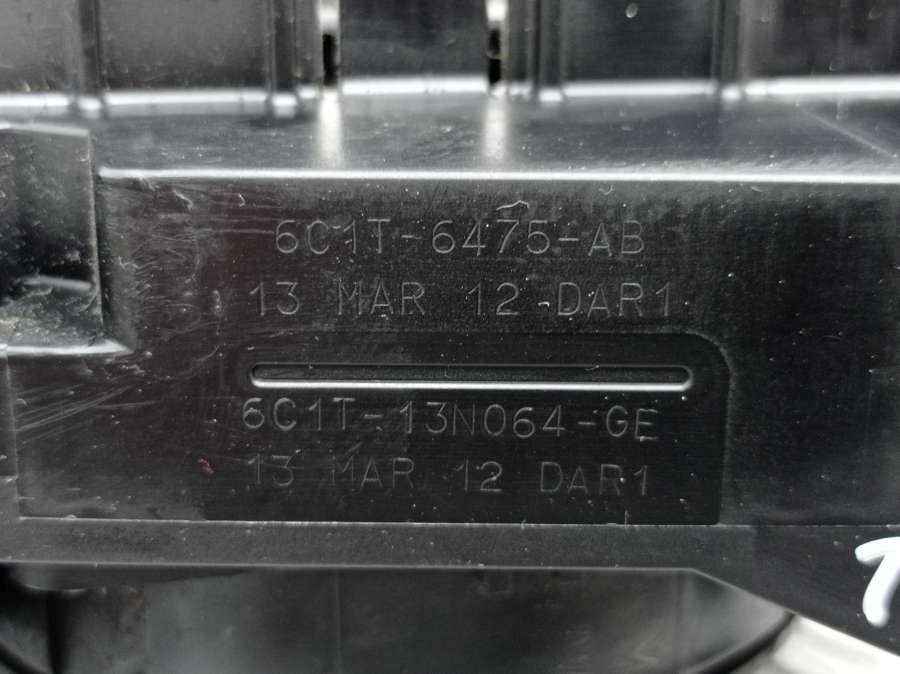 6C1T-6475-AB
13 MAR 12 DAR1
6C1T-13N064-GE
13 MAR 12 DAR1